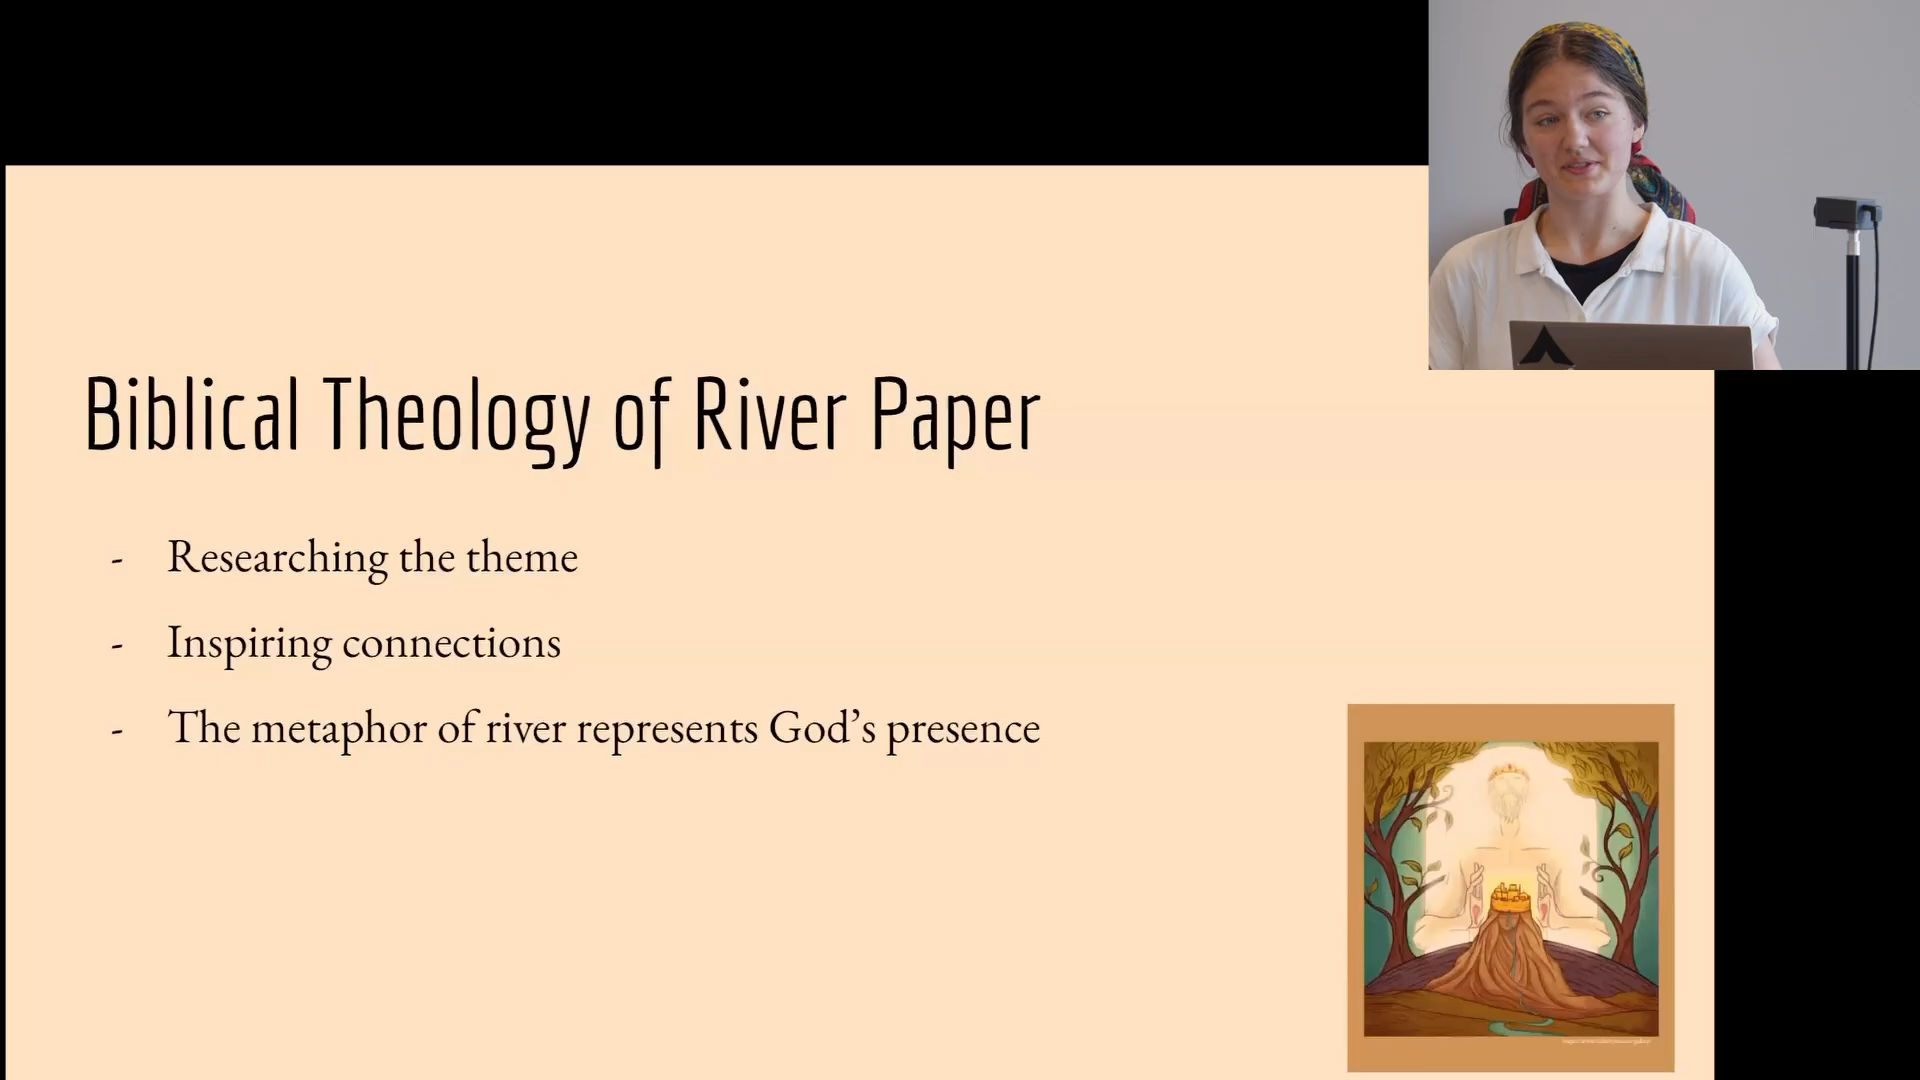 Biblical Theology of River Paper
- Researching the theme
- Inspiring connections
- The metaphor of river represents God’s presence